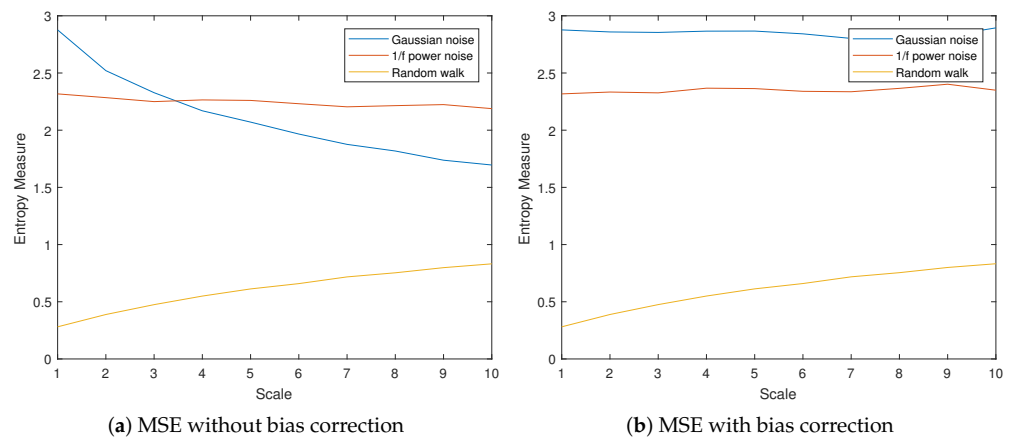 3
2.5
2
1.5
1
0.5
0
Entropy Measure
Gaussian noise
1/f power noise
Random walk
1 2 3 4 5 6 7 8 9 10
Scale
(a) MSE without bias correction
3
2.5
2
1.5
1
0.5
0
Entropy Measure
Gaussian noise
1/f power noise
Random walk
1 2 3 4 5 6 7 8 9 10
Scale
(b) MSE with bias correction